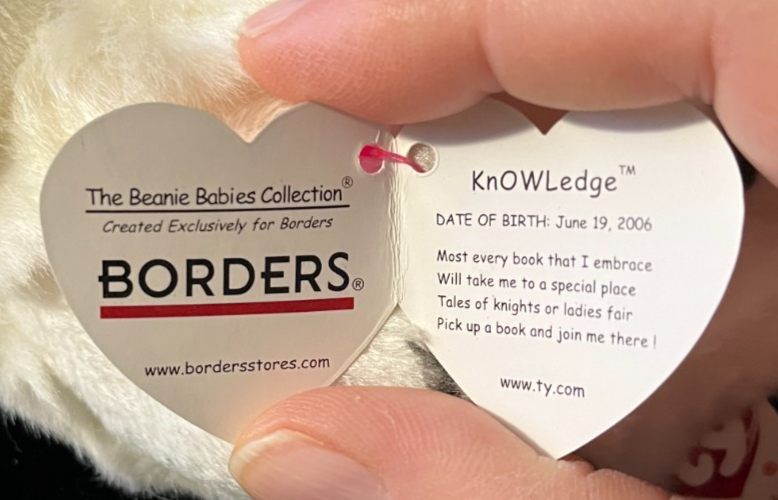 The Beanie Babies Collection®
Created Exclusively for Borders
BORDERS®
www.bordersstores.com
KnOWLedge™
DATE OF BIRTH: June 19, 2006
Most every book that I embrace
Will take me to a special place
Tales of knights or ladies fair
Pick up a book and join me there !
www.ty.com